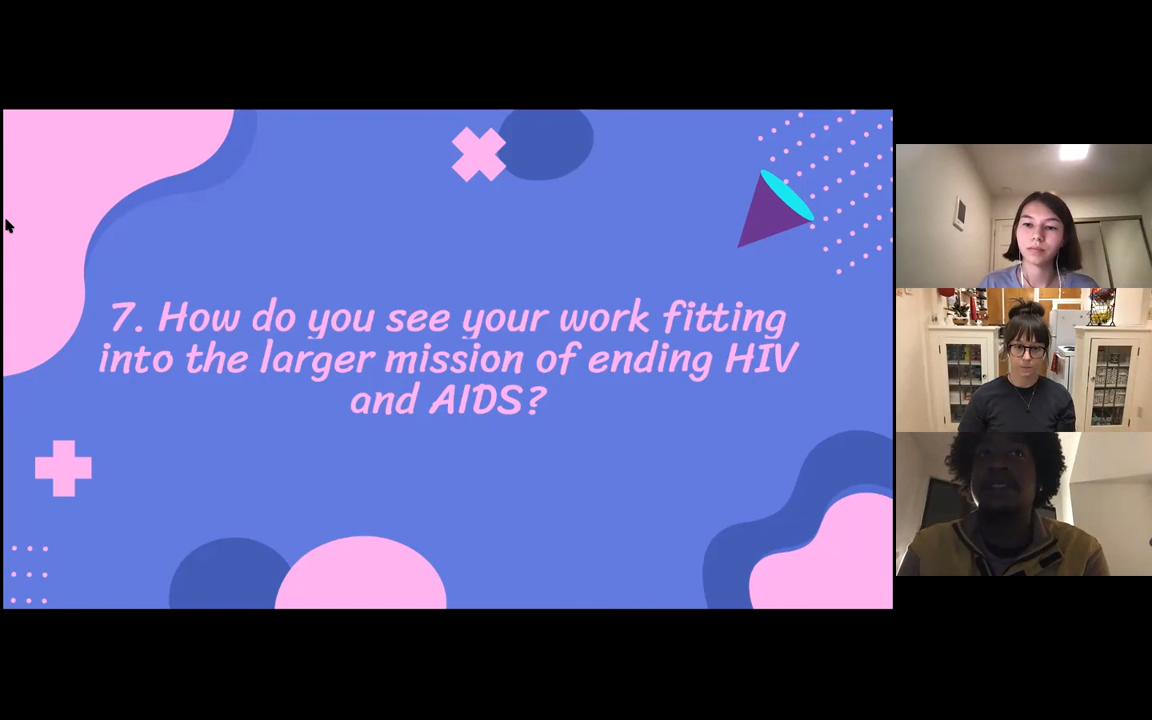 7. How do you see your work fitting
into the larger mission of ending HIV
and AIDS?